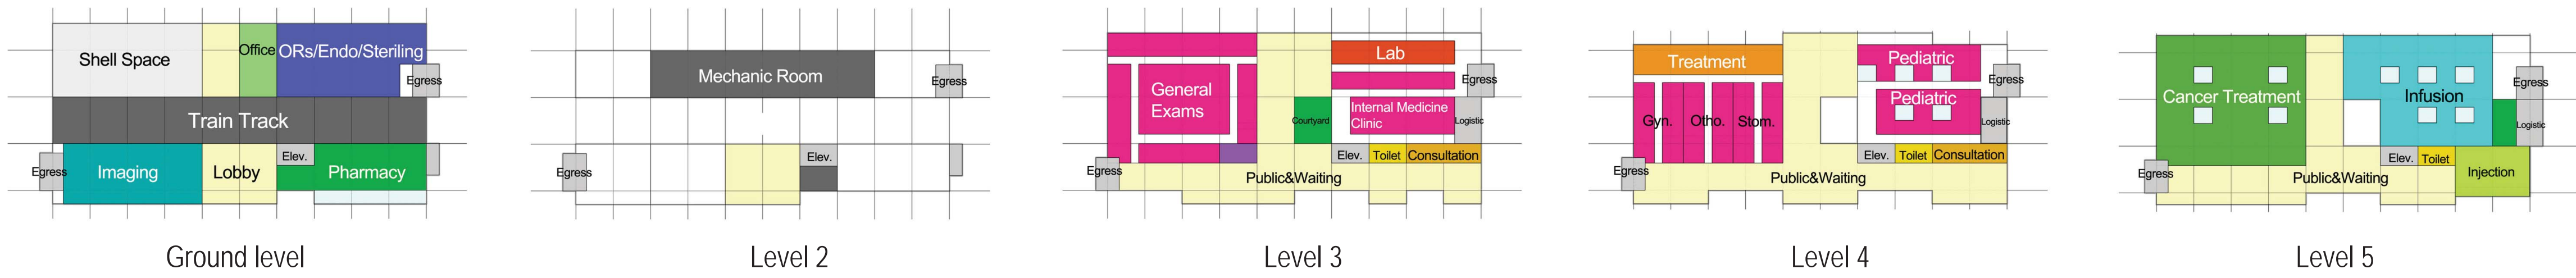 Shell Space
Office
ORs/Endo/Steriling
Egress
Train Track
Egress
Imaging
Lobby
Elev.
Pharmacy
Ground level
Mechanic Room
Egress
Egress
Elev.
Level 2
Lab
General
Exams
Egress
Courtyard
Internal Medicine
Clinic
Logistic
Elev.
Toilet
Consultation
Egress
Public&Waiting
Level 3
Treatment
Pediatric
Egress
Pediatric
Gyn.
Otho.
Stom.
Logistic
Elev.
Toilet
Consultation
Egress
Public&Waiting
Level 4
Cancer Treatment
Infusion
Egress
Logistic
Elev.
Toilet
Injection
Egress
Public&Waiting
Level 5